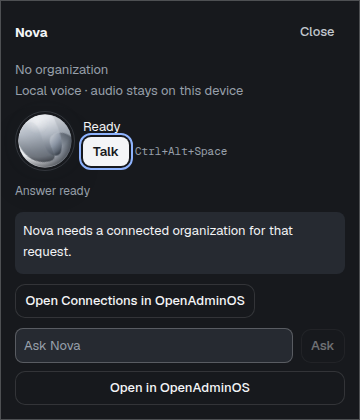 Nova
Close
No organization
Local voice · audio stays on this device
Ready
Talk
Ctrl+Alt+Space
Answer ready
Nova needs a connected organization for that
request.
Open Connections in OpenAdminOS
Ask Nova
Ask
Open in OpenAdminOS